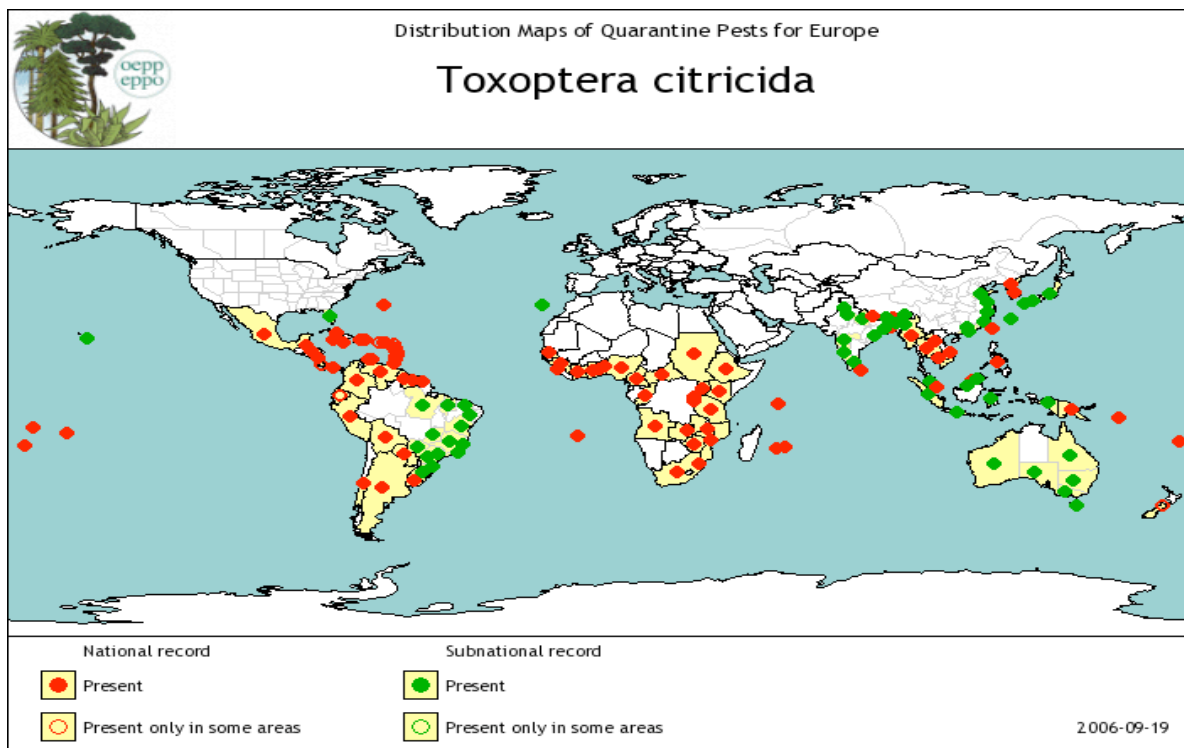 oepp
eppo
Distribution Maps of Quarantine Pests for Europe
Toxoptera citricida
National record
Present
Present only in some areas
Subnational record
Present
Present only in some areas
2006-09-19